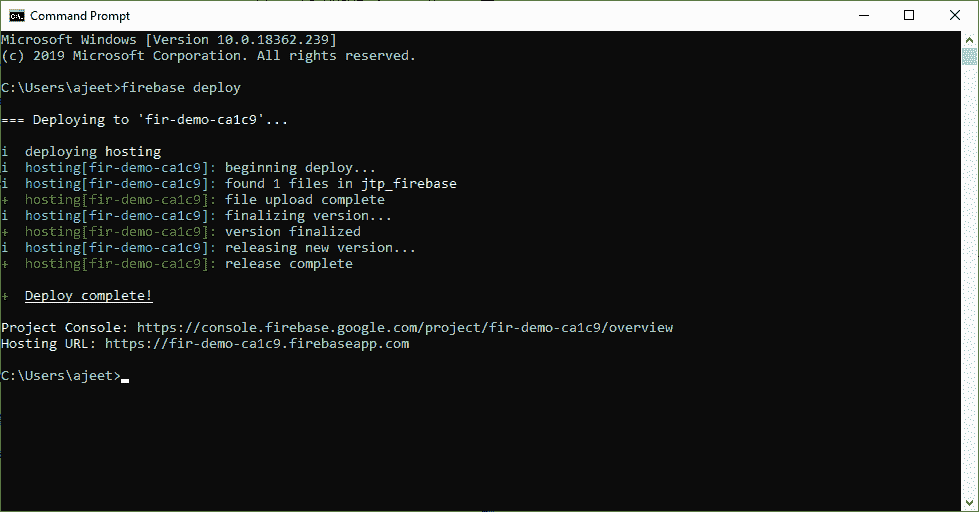 Command Prompt
Microsoft Windows [Version 10.0.18362.239]
(c) 2019 Microsoft Corporation. All rights reserved.
C:\Users\ajeet>firebase deploy
=== Deploying to 'fir-demo-ca1c9'...
i  deploying hosting
i  hosting[fir-demo-ca1c9]: beginning deploy...
i  hosting[fir-demo-ca1c9]: found 1 files in jtp_firebase
+  hosting[fir-demo-ca1c9]: file upload complete
i  hosting[fir-demo-ca1c9]: finalizing version...
+  hosting[fir-demo-ca1c9]: version finalized
i  hosting[fir-demo-ca1c9]: releasing new version...
+  hosting[fir-demo-ca1c9]: release complete
+  Deploy complete!
Project Console: https://console.firebase.google.com/project/fir-demo-ca1c9/overview
Hosting URL: https://fir-demo-ca1c9.firebaseapp.com
C:\Users\ajeet>